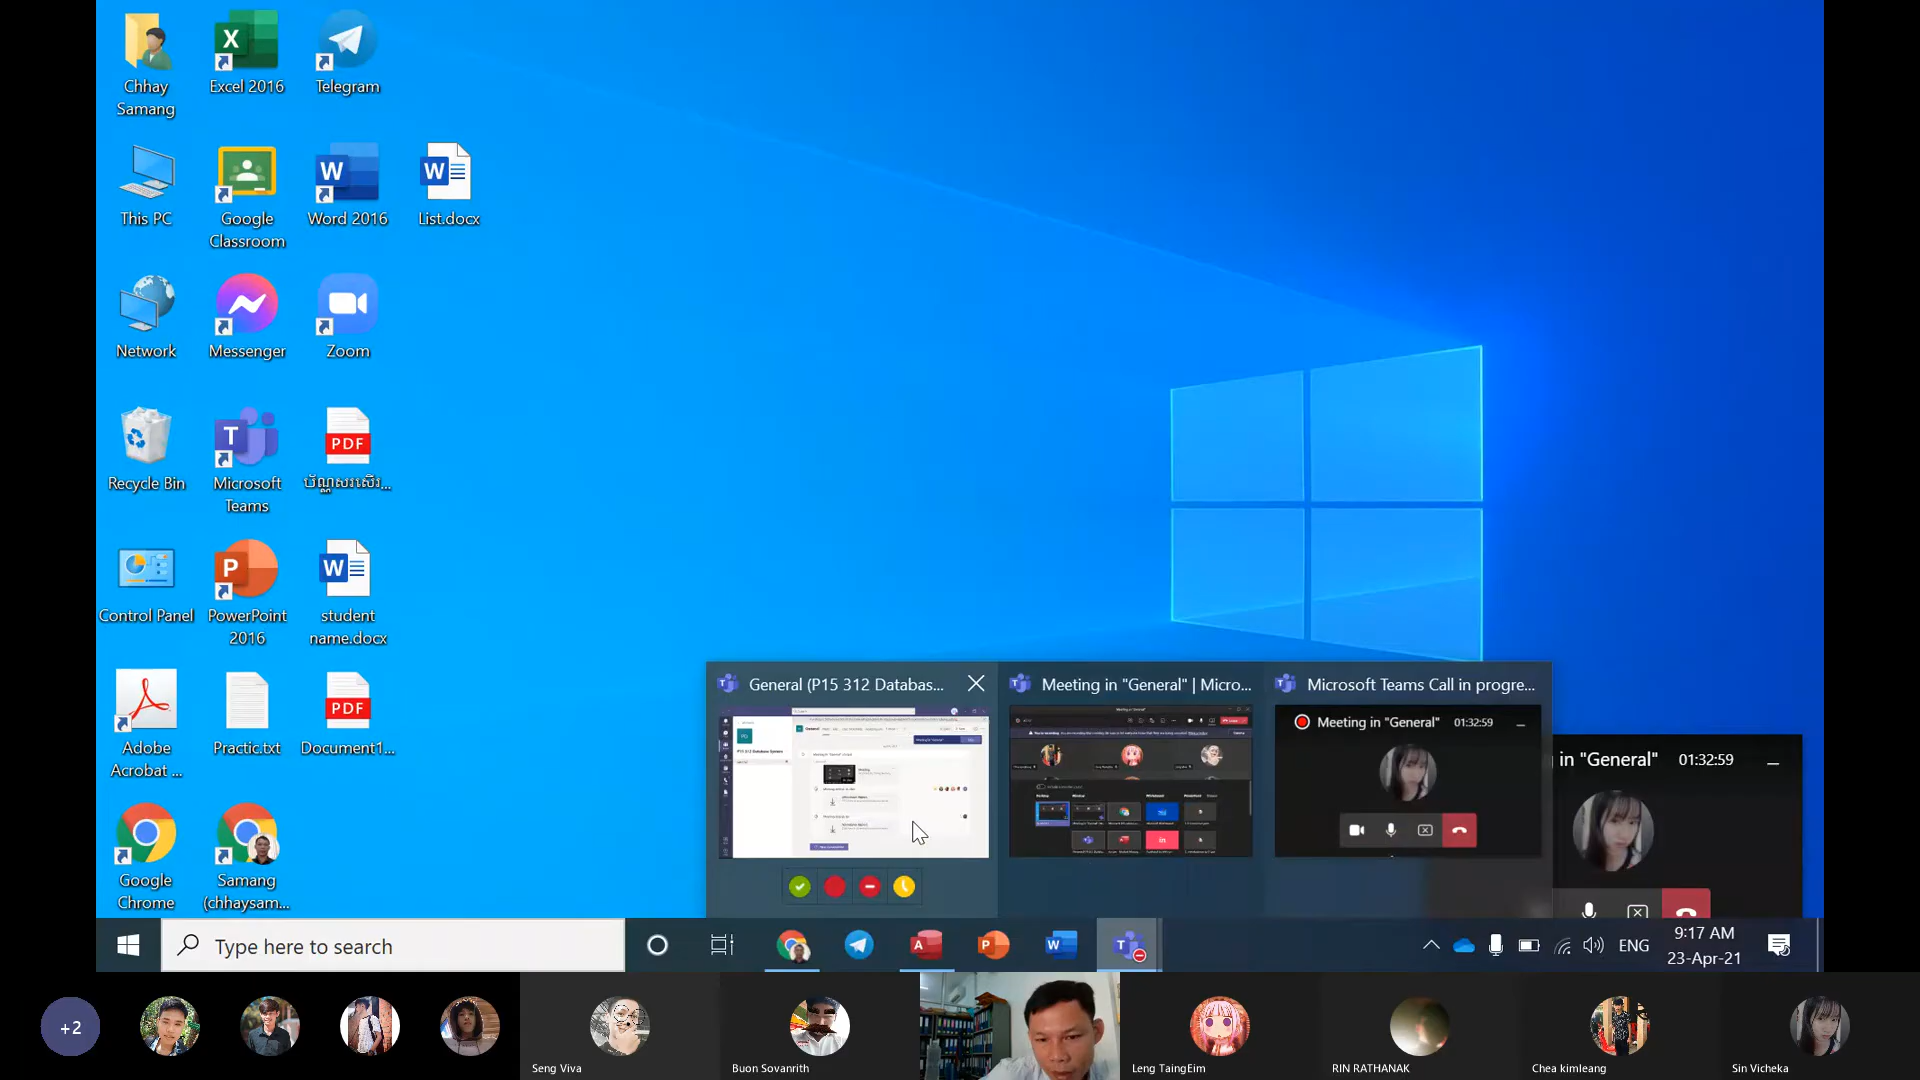 Chhay
Samang
Excel 2016
Telegram
This PC
Google
Classroom
Word 2016
List.docx
Network
Messenger
Zoom
Recycle Bin
Microsoft
Teams
PDF
Control Panel
PowerPoint
2016
student
name.docx
Adobe
Acrobat ...
Practic.txt
PDF
Document1...
Google
Chrome
Samang
(chhaysam...
General (P15 312 Databas...
Meeting in "General" | Micro...
Microsoft Teams Call in progre...
Meeting in "General" 01:32:59
in "General" 01:32:59
Type here to search
ENG
9:17 AM
23-Apr-21
+2
Seng Viva
Buon Sovanrith
Leng TaingEim
RIN RATHANAK
Chea kimleang
Sin Vicheka